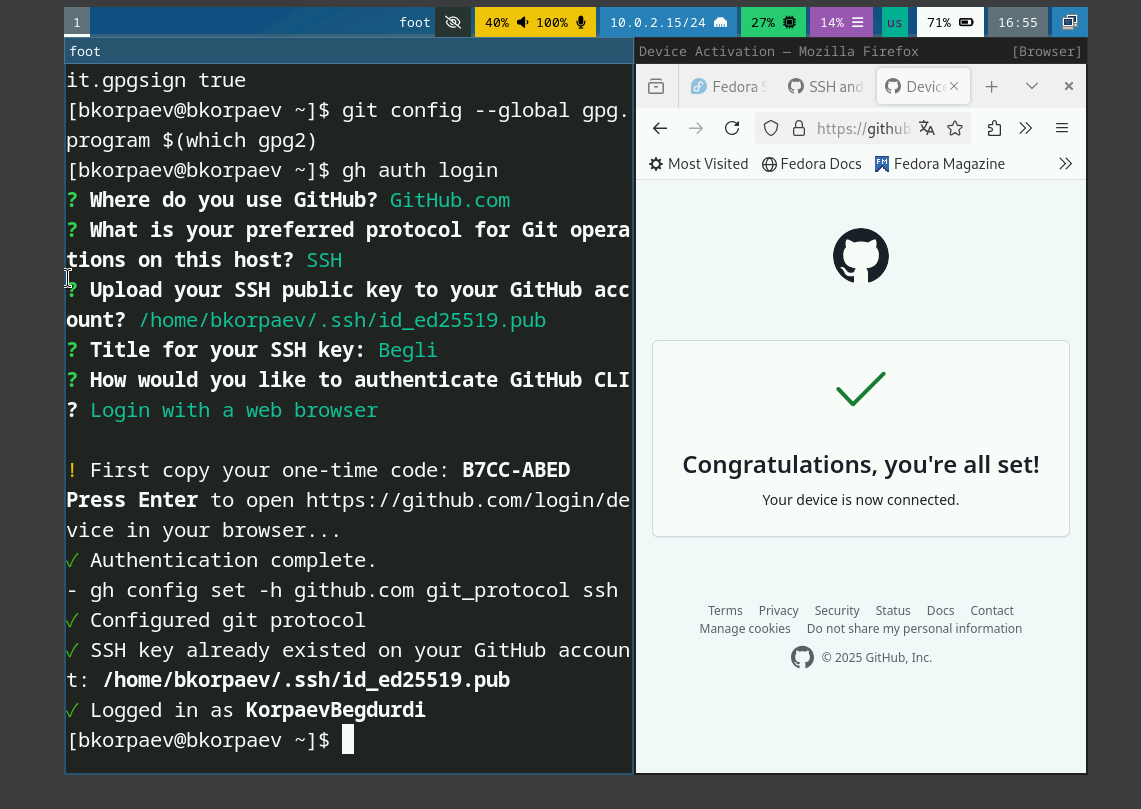 1 foot 40% 100% 10.0.2.15/24 27% 14% us 71% 16:55
foot
it.gpgsign true
[bkorpaev@bkorpaev ~]$ git config --global gpg.
program $(which gpg2)
[bkorpaev@bkorpaev ~]$ gh auth login
? Where do you use GitHub? GitHub.com
? What is your preferred protocol for Git opera
tions on this host? SSH
? Upload your SSH public key to your GitHub acc
ount? /home/bkorpaev/.ssh/id_ed25519.pub
? Title for your SSH key: Begli
? How would you like to authenticate GitHub CLI
? Login with a web browser
! First copy your one-time code: B7CC-ABED
Press Enter to open https://github.com/login/de
vice in your browser...
✓ Authentication complete.
- gh config set -h github.com git_protocol ssh
✓ Configured git protocol
✓ SSH key already existed on your GitHub accoun
t: /home/bkorpaev/.ssh/id_ed25519.pub
✓ Logged in as KorpaevBegdurdi
[bkorpaev@bkorpaev ~]$
Device Activation — Mozilla Firefox [Browser]
Fedora S SSH and Device
https://github
Most Visited Fedora Docs Fedora Magazine
Congratulations, you're all set!
Your device is now connected.
Terms Privacy Security Status Docs Contact
Manage cookies Do not share my personal information
© 2025 GitHub, Inc.